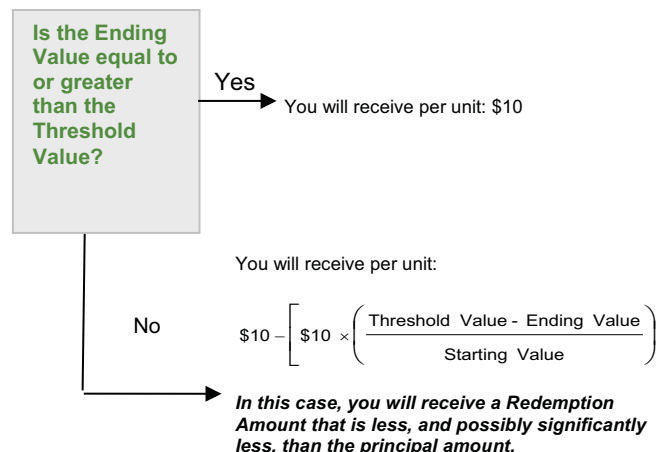 Is the Ending
Value equal to
or greater
than the
Threshold
Value?
Yes
You will receive per unit: $10
You will receive per unit:
No
$10 − [ $10 × ( Threshold Value - Ending Value / Starting Value )
In this case, you will receive a Redemption
Amount that is less, and possibly significantly
less, than the principal amount.